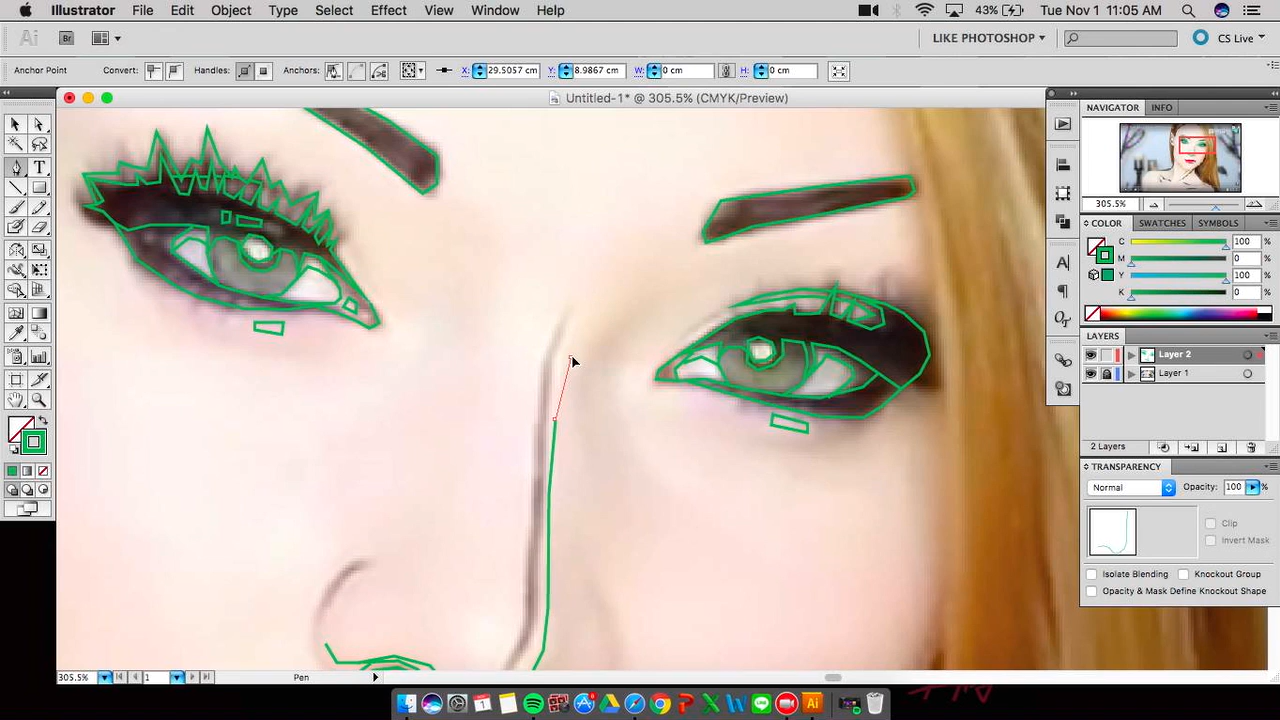 Illustrator File Edit Object Type Select Effect View Window Help 43% Tue Nov 1 11:05 AM
Ai Br LIKE PHOTOSHOP CS Live
Anchor Point Convert: Handles: Anchors: X: 29.5057 cm Y: 8.9867 cm W: 0 cm H: 0 cm
Untitled-1* @ 305.5% (CMYK/Preview)
NAVIGATOR INFO
305.5%
COLOR SWATCHES SYMBOLS
C 100 %
M 0 %
Y 100 %
K 0 %
LAYERS
Layer 2
Layer 1
2 Layers
TRANSPARENCY
Normal Opacity: 100 %
Clip
Invert Mask
Isolate Blending Knockout Group
Opacity & Mask Define Knockout Shape
305.5% 1 Pen